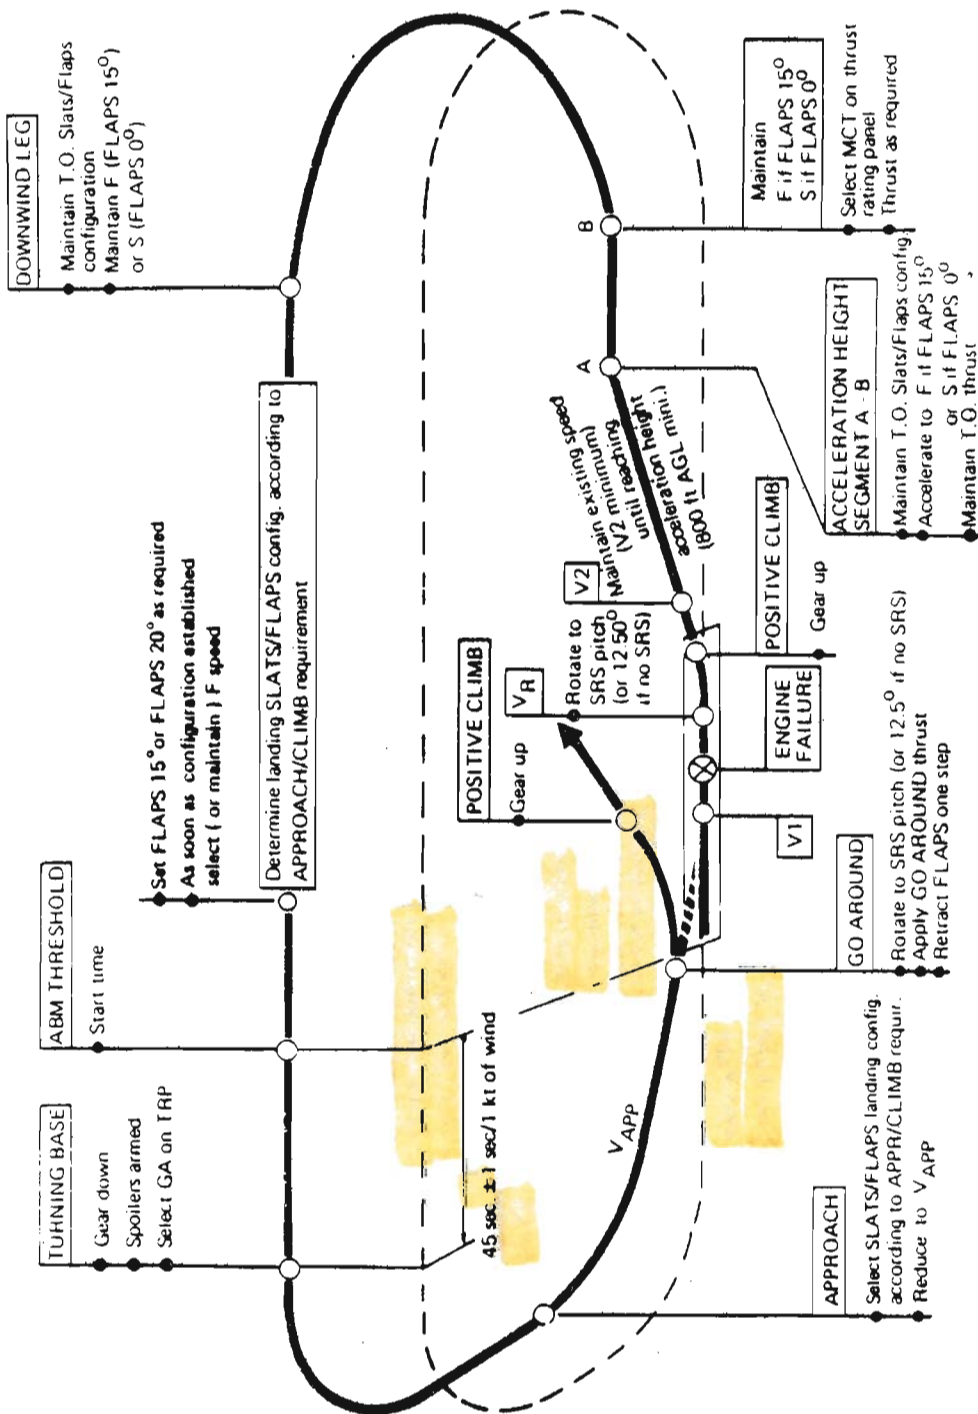 TURNING BASE
Gear down
Spoilers armed
Select GA on TRP
ABM THRESHOLD
Start time
Set FLAPS 15° or FLAPS 20° as required
As soon as configuration established
select (or maintain) F speed
Determine landing SLATS/FLAPS config. according to
APPROACH/CLIMB requirement
DOWNWIND LEG
Maintain T.O. Slats/Flaps
configuration
Maintain F (FLAPS 15°)
or S (FLAPS 0°)
45 sec. ± 1 sec/1 kt of wind
POSITIVE CLIMB
Gear up
VR
Rotate to
SRS pitch
(or 12.50°
if no SRS)
V2
Maintain existing speed
(V2 minimum)
until reaching
acceleration height
(800 ft AGL mini.)
A
B
VAPP
APPROACH
Select SLATS/FLAPS landing config.
according to APPR/CLIMB requir.
Reduce to VAPP
GO AROUND
Rotate to SRS pitch (or 12.5° if no SRS)
Apply GO AROUND thrust
Retract FLAPS one step
V1
ENGINE
FAILURE
POSITIVE CLIMB
Gear up
ACCELERATION HEIGHT
SEGMENT A - B
Maintain T.O. Slats/Flaps config.
Accelerate to F if FLAPS 15°
or S if FLAPS 0°
Maintain T.O. thrust
Maintain
F if FLAPS 15°
S if FLAPS 0°
Select MCT on thrust
rating panel
Thrust as required